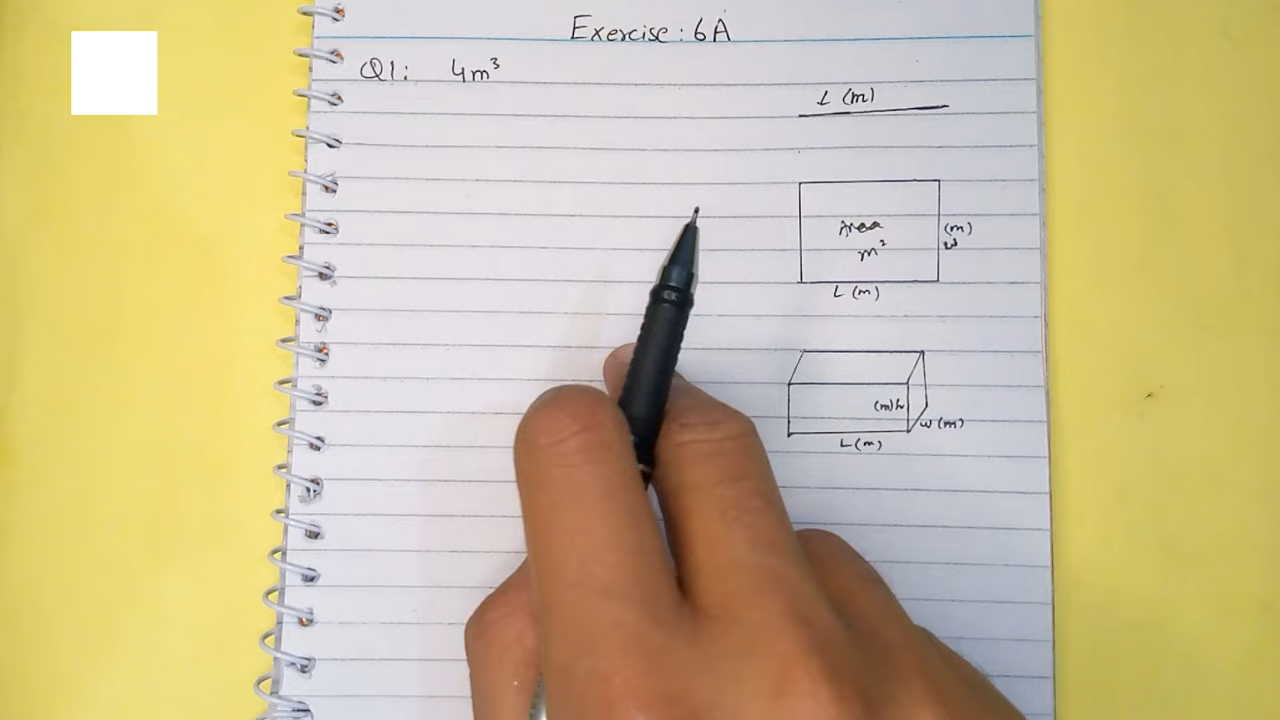 Exercise: 6A
Q1: 4m³
L (m)
Area
m²
(m)
w
L (m)
(m)h
w (m)
L (m)